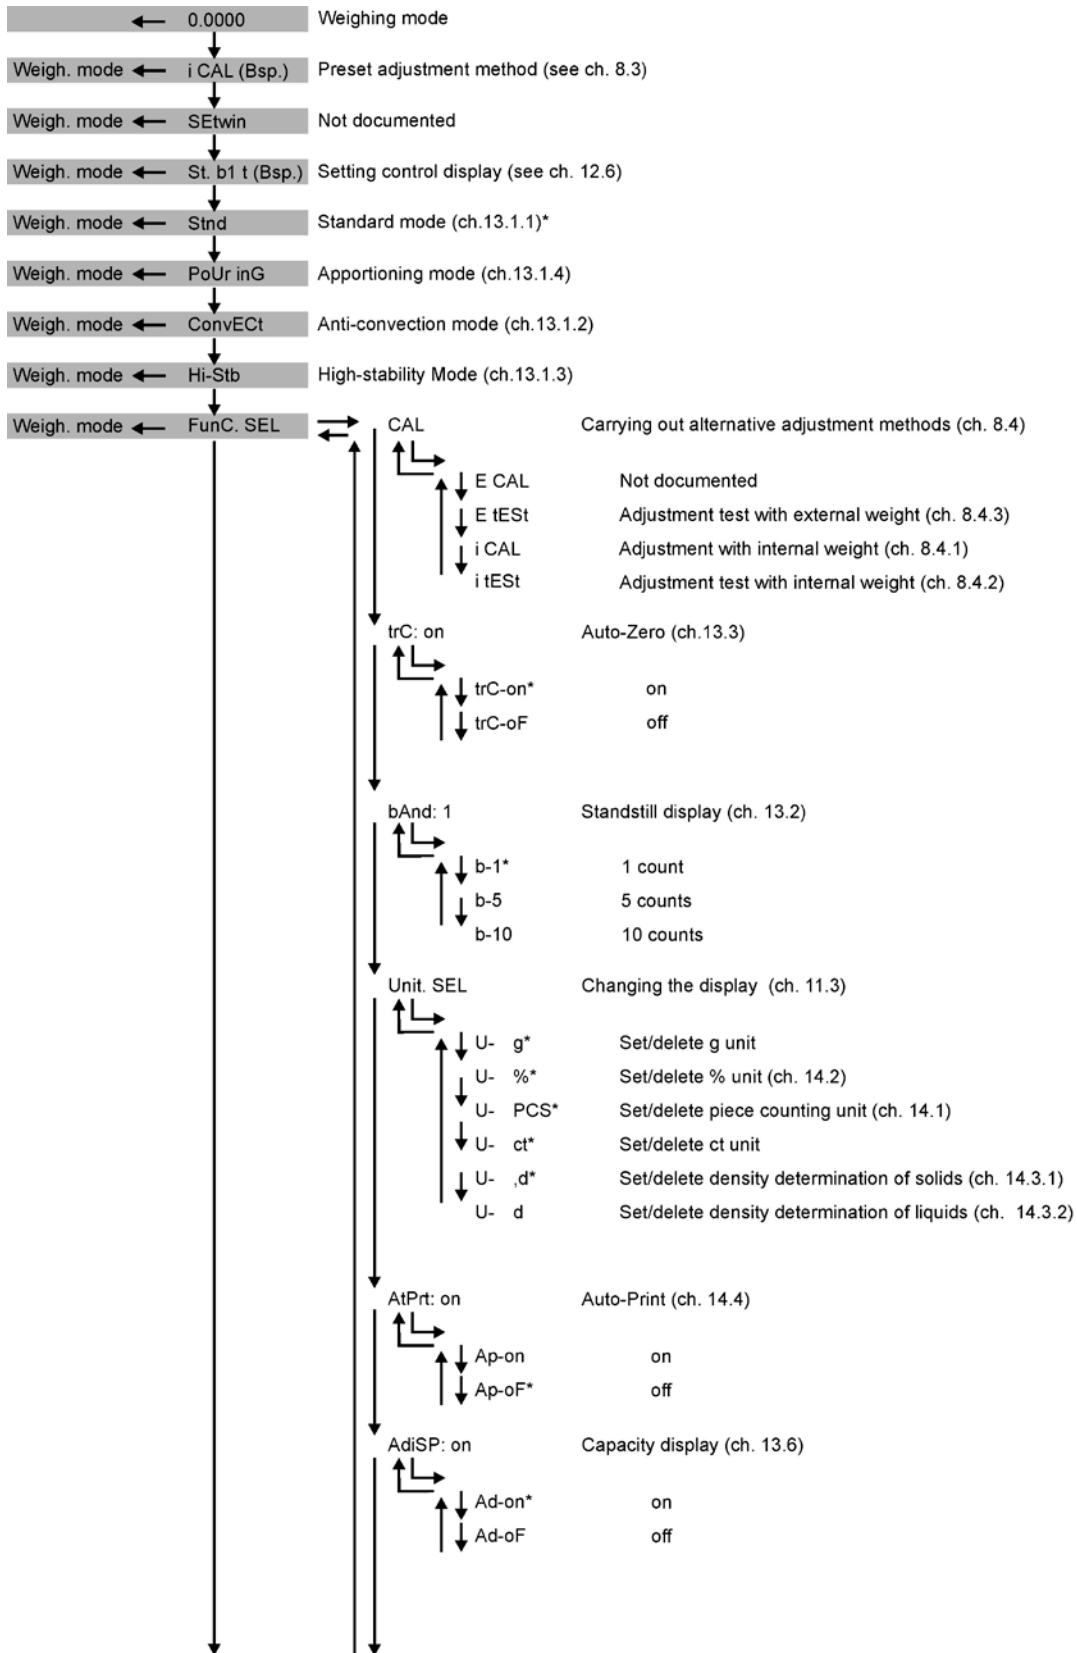 0.0000 Weighing mode
Weigh. mode i CAL (Bsp.) Preset adjustment method (see ch. 8.3)
Weigh. mode SEtwin Not documented
Weigh. mode St. b1 t (Bsp.) Setting control display (see ch. 12.6)
Weigh. mode Stnd Standard mode (ch.13.1.1)*
Weigh. mode PoUr inG Apportioning mode (ch.13.1.4)
Weigh. mode ConvECt Anti-convection mode (ch.13.1.2)
Weigh. mode Hi-Stb High-stability Mode (ch.13.1.3)
Weigh. mode FunC. SEL CAL Carrying out alternative adjustment methods (ch. 8.4)
E CAL Not documented
E tESt Adjustment test with external weight (ch. 8.4.3)
i CAL Adjustment with internal weight (ch. 8.4.1)
i tESt Adjustment test with internal weight (ch. 8.4.2)
trC: on Auto-Zero (ch.13.3)
trC-on* on
trC-oF off
bAnd: 1 Standstill display (ch. 13.2)
b-1* 1 count
b-5 5 counts
b-10 10 counts
Unit. SEL Changing the display (ch. 11.3)
U- g* Set/delete g unit
U- %* Set/delete % unit (ch. 14.2)
U- PCS* Set/delete piece counting unit (ch. 14.1)
U- ct* Set/delete ct unit
U- ,d* Set/delete density determination of solids (ch. 14.3.1)
U- d Set/delete density determination of liquids (ch. 14.3.2)
AtPrt: on Auto-Print (ch. 14.4)
Ap-on on
Ap-oF* off
AdiSP: on Capacity display (ch. 13.6)
Ad-on* on
Ad-oF off